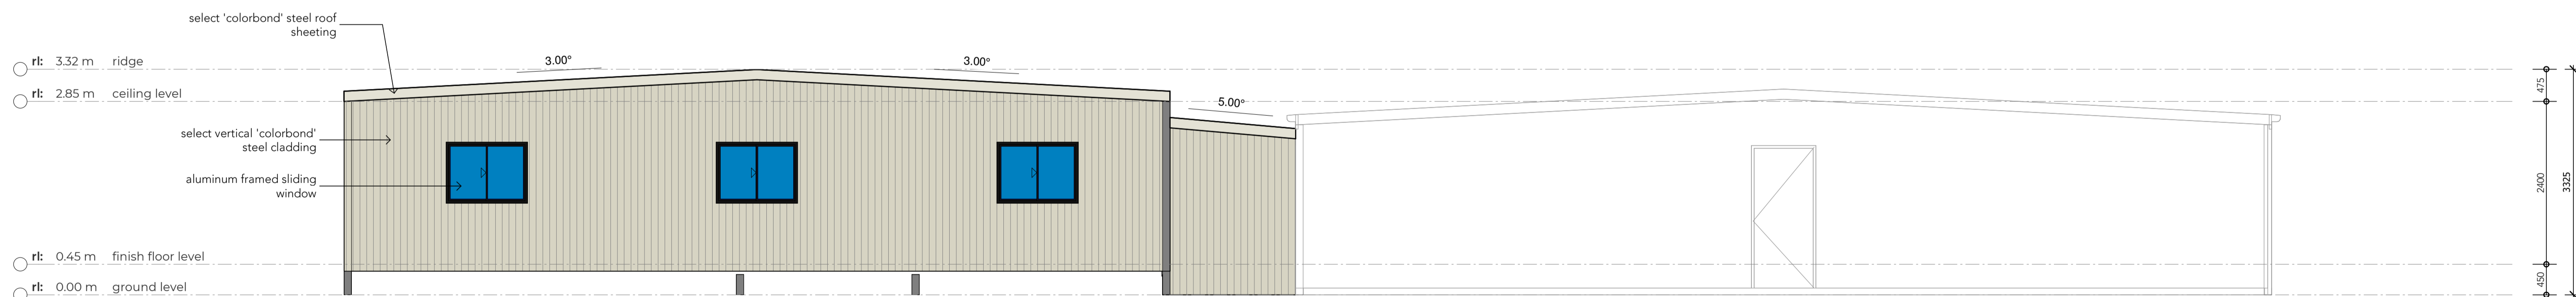 select 'colorbond' steel roof
sheeting
3.00°
3.00°
rl: 3.32 m ridge
475
rl: 2.85 m ceiling level
5.00°
select vertical 'colorbond'
steel cladding
aluminum framed sliding
window
2400
3325
rl: 0.45 m finish floor level
450
rl: 0.00 m ground level